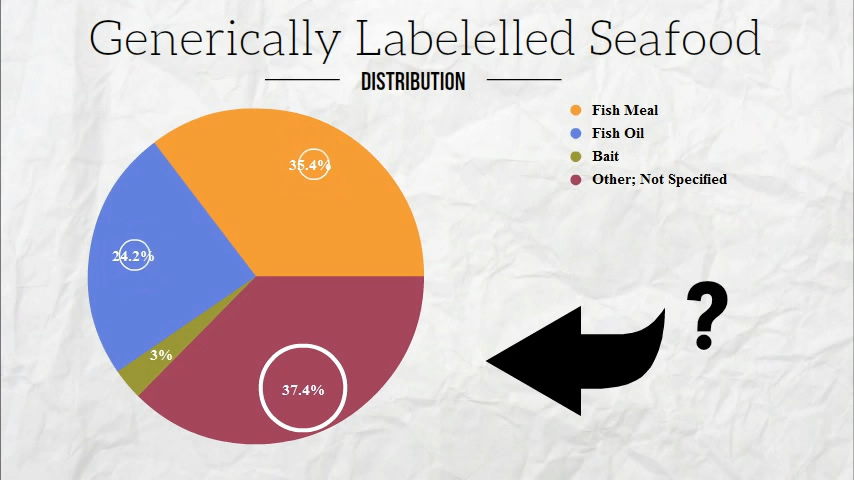 Generically Labelelled Seafood
DISTRIBUTION
Fish Meal
Fish Oil
Bait
Other; Not Specified
35.4%
24.2%
3%
37.4%
?